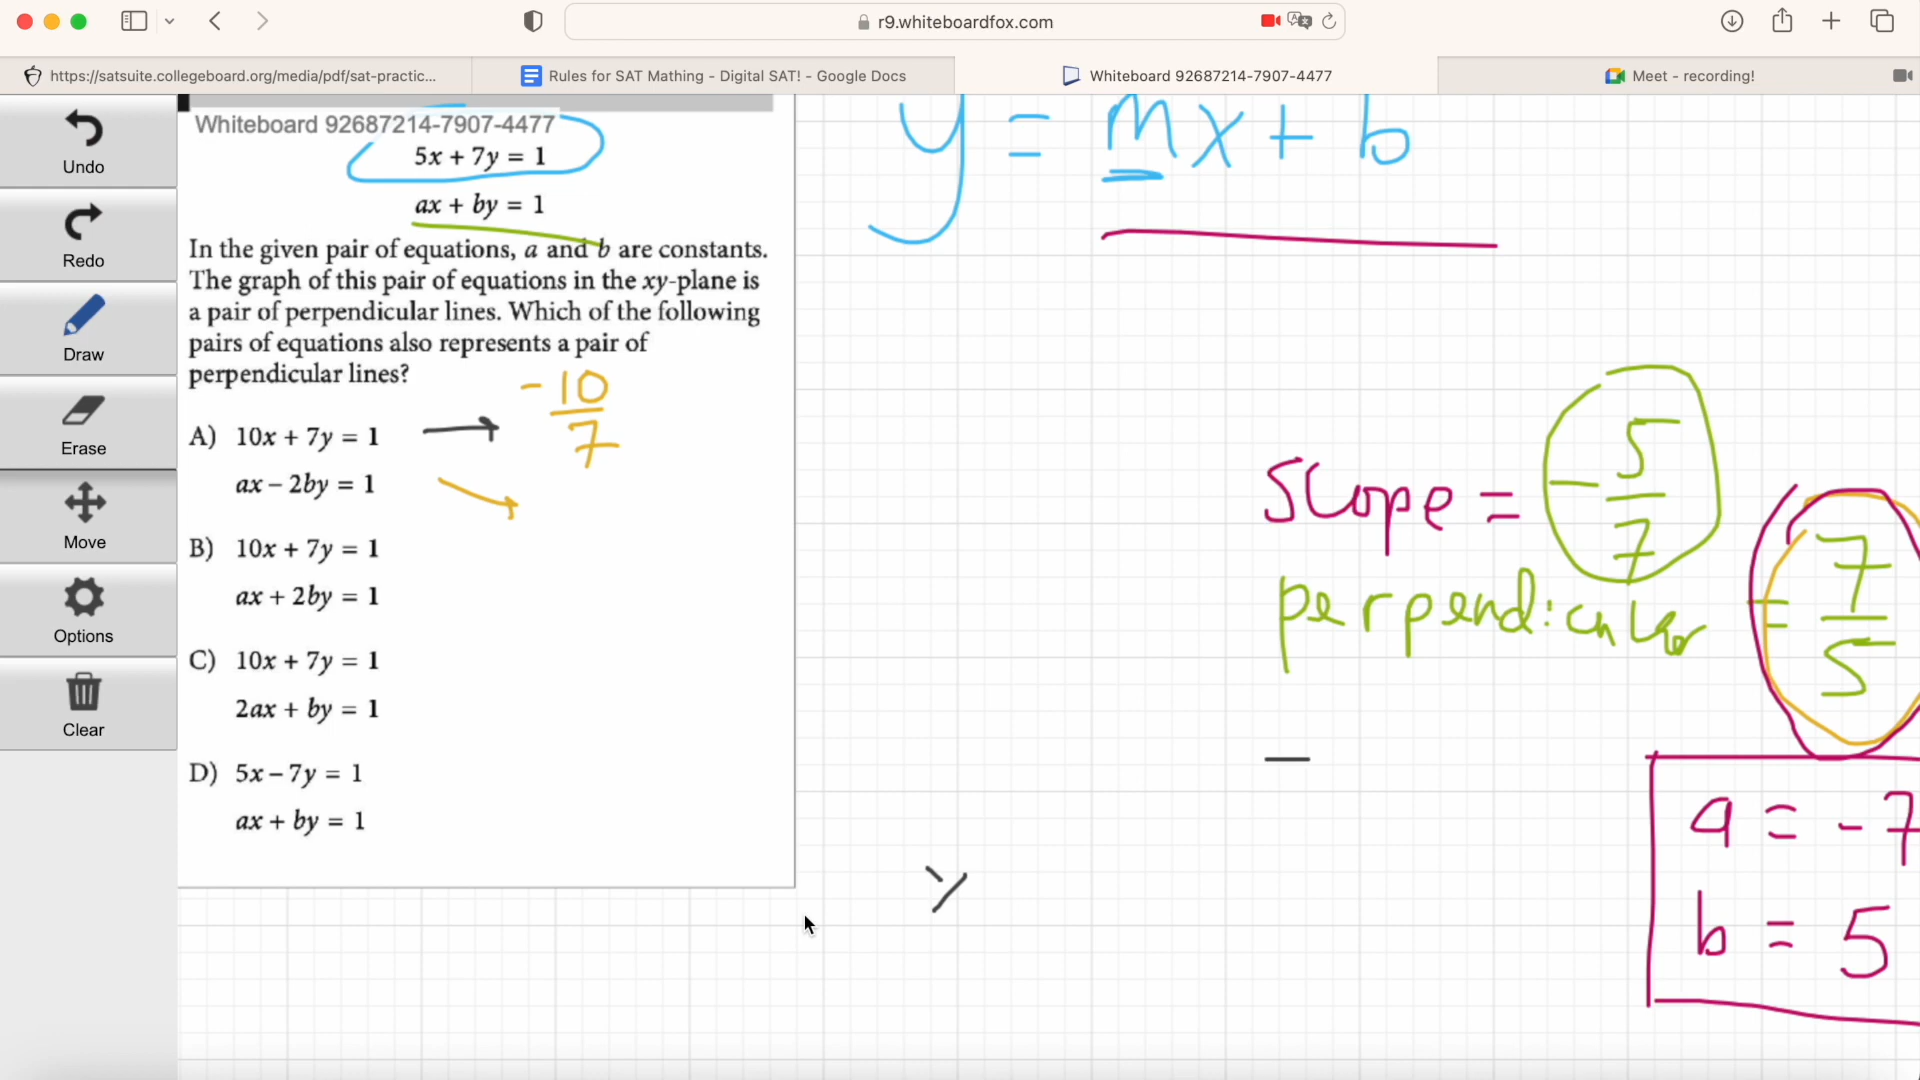 r9.whiteboardfox.com
https://satsuite.collegeboard.org/media/pdf/sat-practic...
Rules for SAT Mathing - Digital SAT! - Google Docs
Whiteboard 92687214-7907-4477
Meet - recording!
Undo
Redo
Draw
Erase
Move
Options
Clear
Whiteboard 92687214-7907-4477
5x + 7y = 1
ax + by = 1
In the given pair of equations, a and b are constants.
The graph of this pair of equations in the xy-plane is
a pair of perpendicular lines. Which of the following
pairs of equations also represents a pair of
perpendicular lines?
A) 10x + 7y = 1
ax – 2by = 1
B) 10x + 7y = 1
ax + 2by = 1
C) 10x + 7y = 1
2ax + by = 1
D) 5x – 7y = 1
ax + by = 1
-10
7
y = mx + b
slope = -5
7
perpendicular = 7
5
a = -7
b = 5